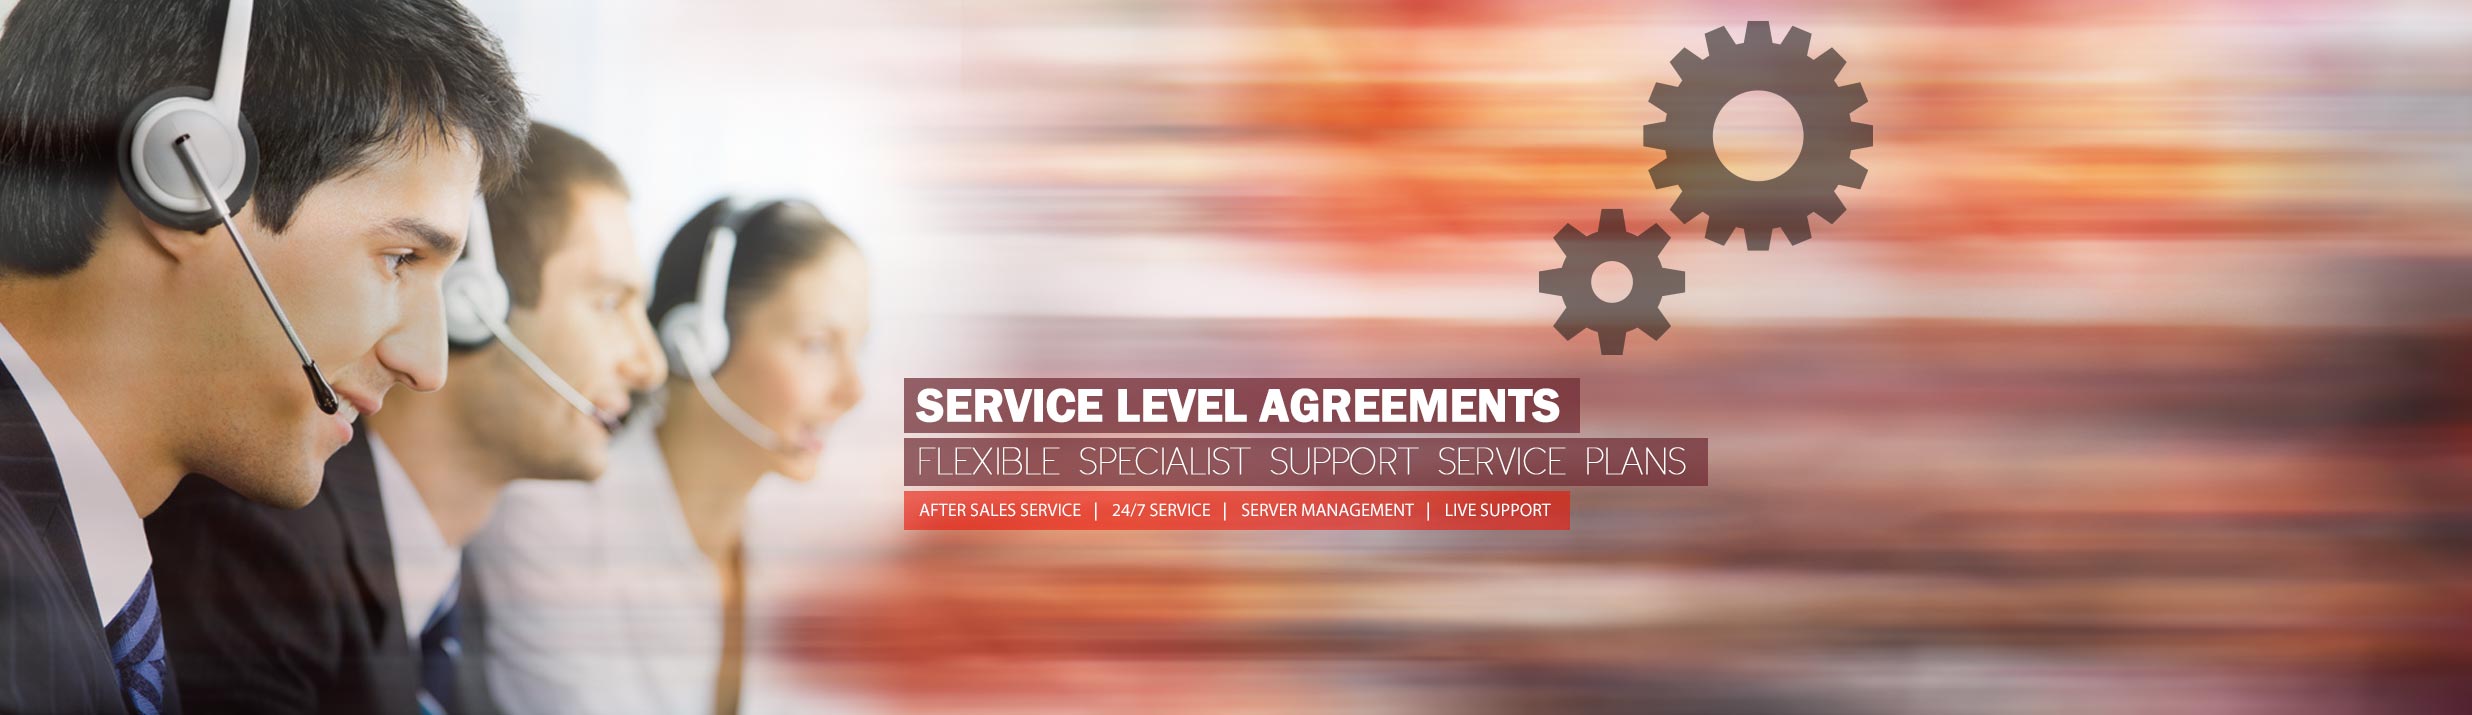 SERVICE LEVEL AGREEMENTS
FLEXIBLE SPECIALIST SUPPORT SERVICE PLANS
AFTER SALES SERVICE | 24/7 SERVICE | SERVER MANAGEMENT | LIVE SUPPORT